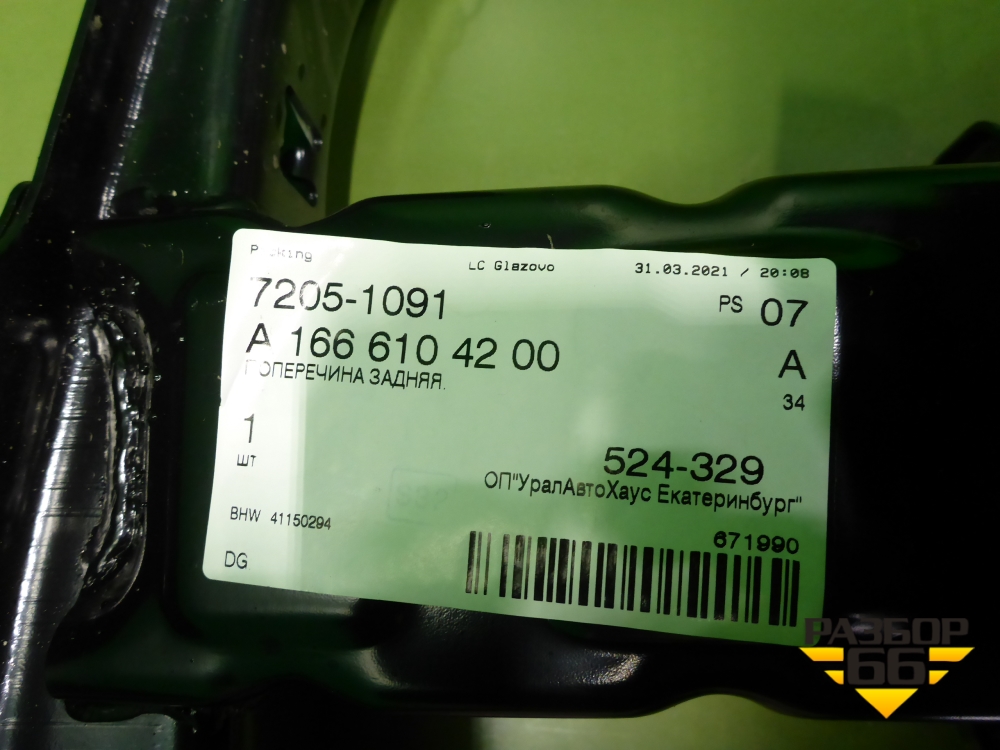 LC Glazovo
31.03.2021 / 20:08
7205-1091
PS 07
A 166 610 42 00
A
ПОПЕРЕЧИНА ЗАДНЯЯ.
34
1
шт
524-329
ОП"УралАвтоХаус Екатеринбург"
BHW 41150294
671990
DG
РАЗБОР
66